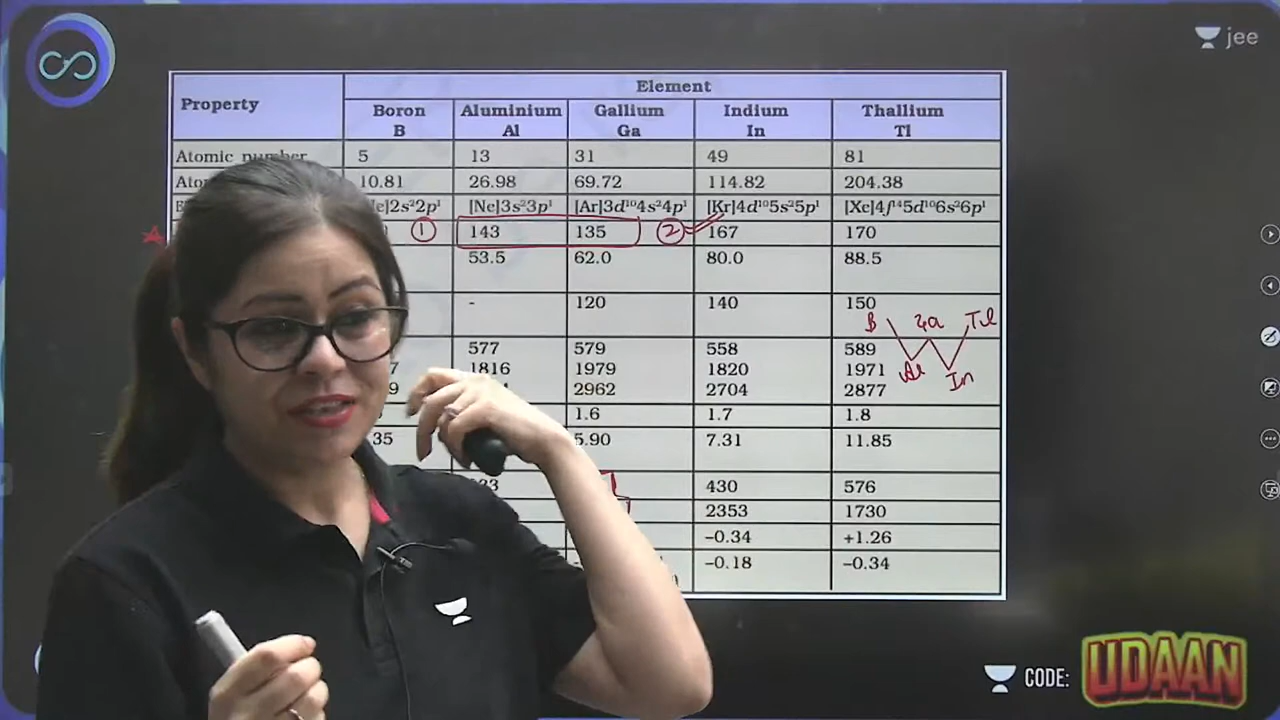 jee
Element
Property
Boron Aluminium Gallium Indium Thallium
B Al Ga In Tl
Atomic number 5 13 31 49 81
10.81 26.98 69.72 114.82 204.38
[Ne]3s²3p¹ [Ar]3d¹⁰4s²4p¹ [Kr]4d¹⁰5s²5p¹ [Xe]4f¹⁴5d¹⁰6s²6p¹
① 143 135 ② 167 170
53.5 62.0 80.0 88.5
- 120 140 150
B Ga Tl
577 579 558 589
1816 1979 1820 1971
Al In
2962 2704 2877
1.6 1.7 1.8
35 5.90 7.31 11.85
430 576
2353 1730
–0.34 +1.26
–0.18 –0.34
CODE: UDAAN